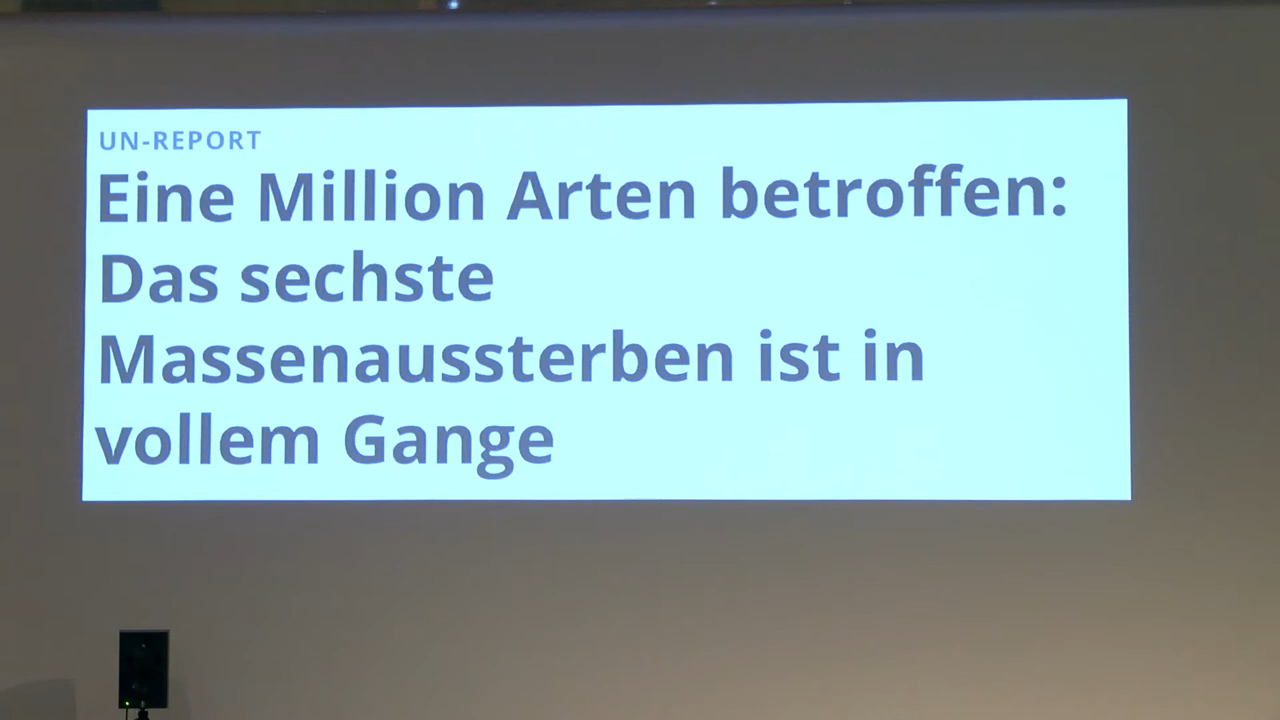 UN-REPORT
Eine Million Arten betroffen:
Das sechste
Massenaussterben ist in
vollem Gange